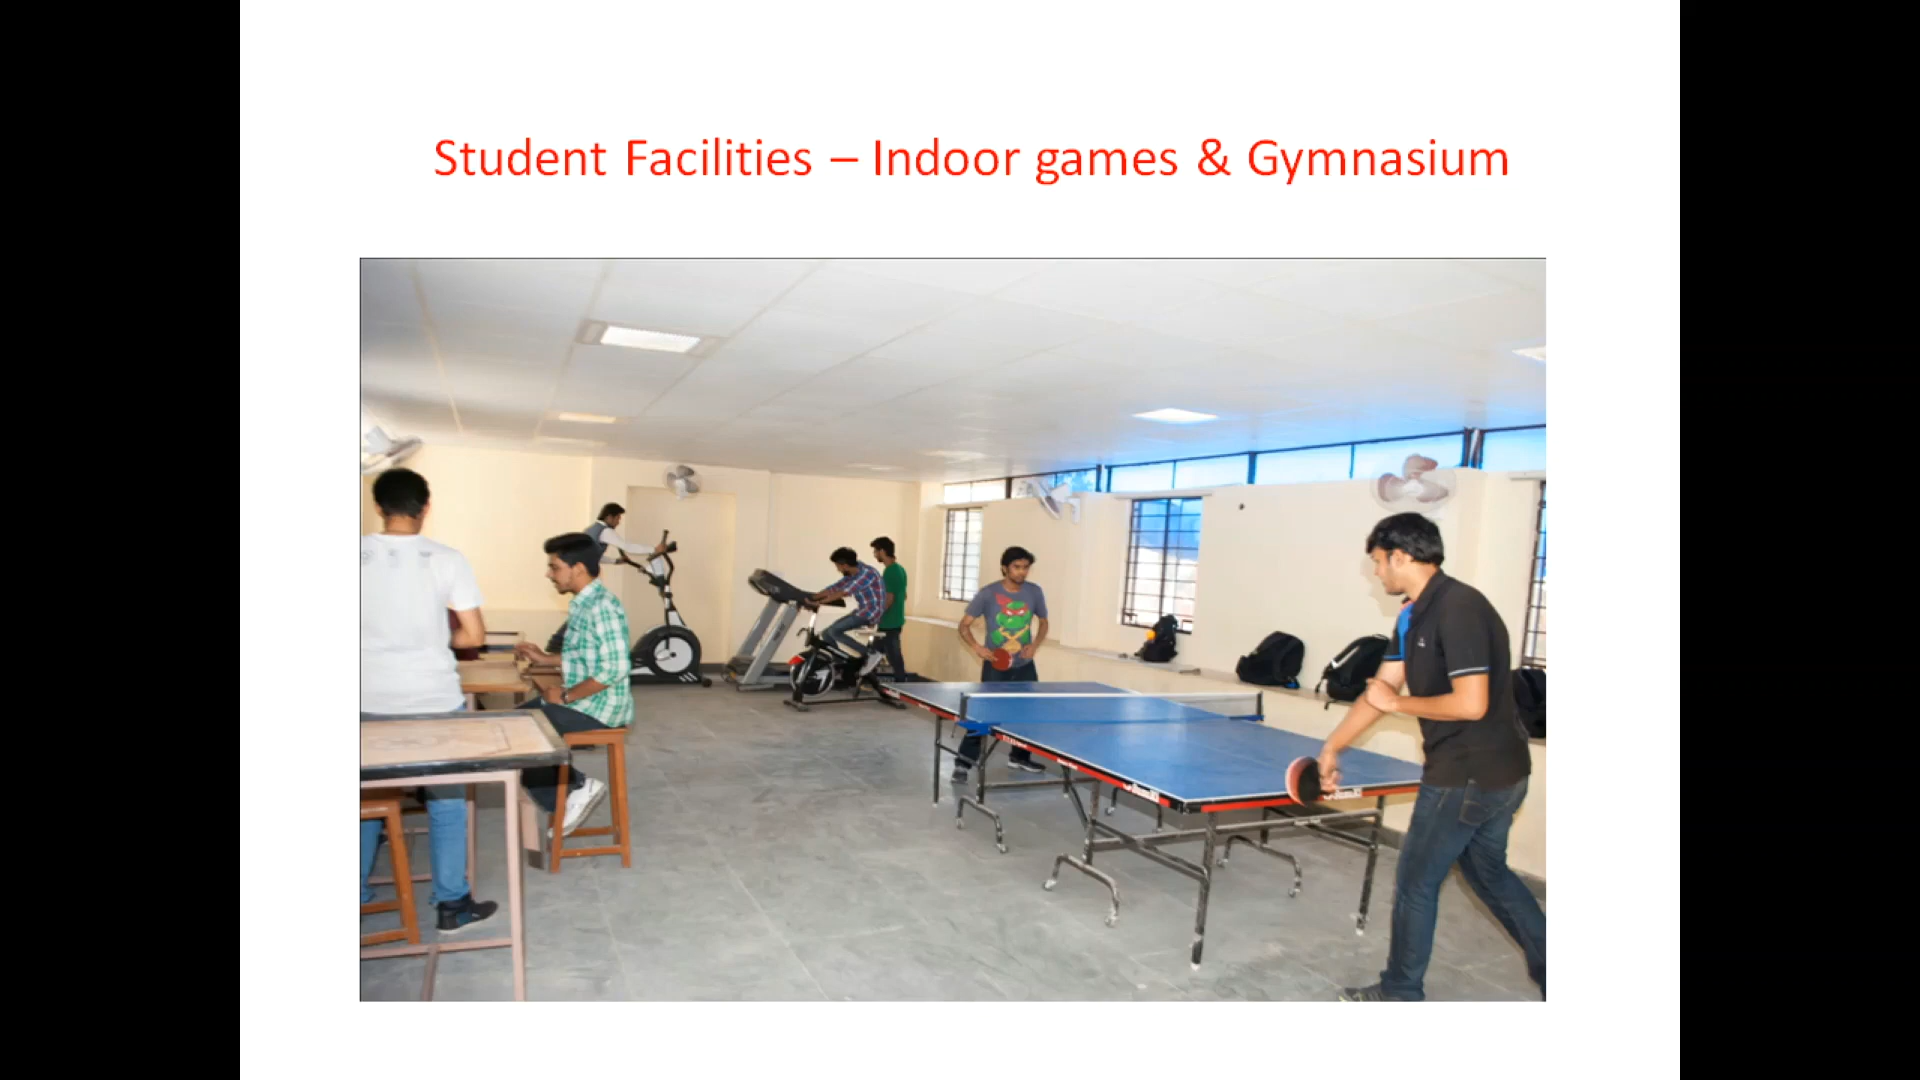 Student Facilities – Indoor games & Gymnasium